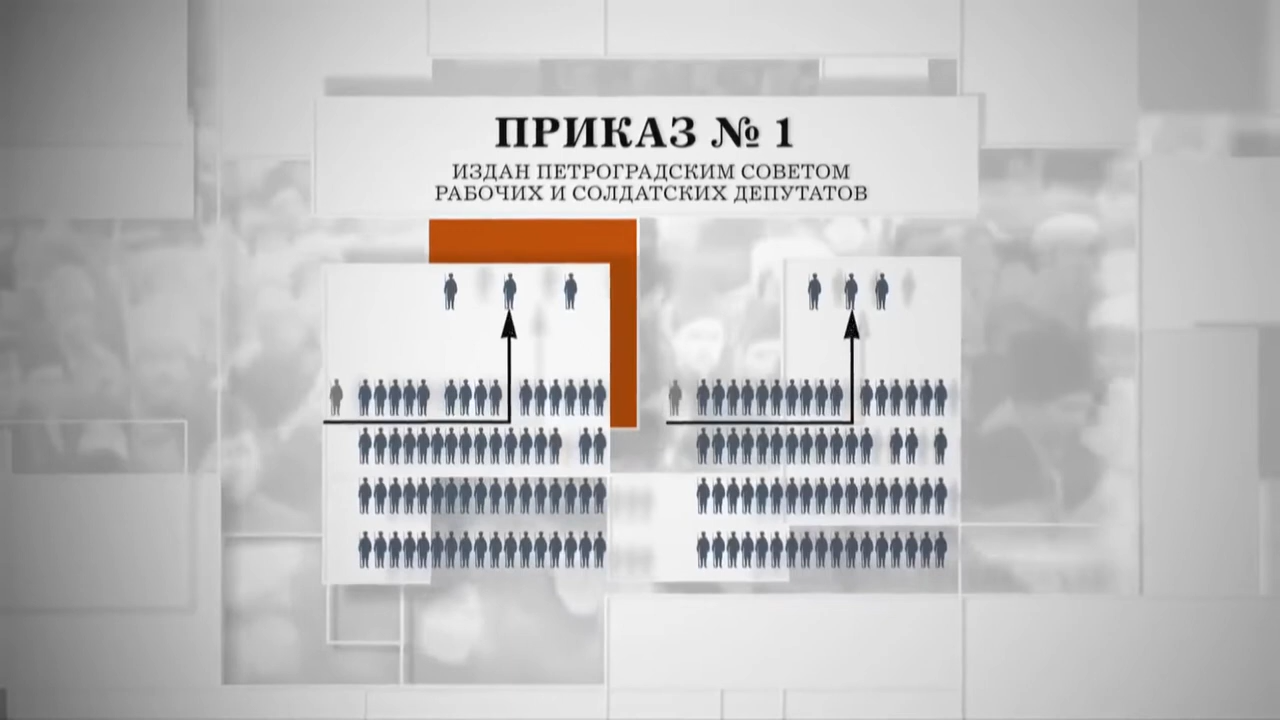 ПРИКАЗ № 1
ИЗДАН ПЕТРОГРАДСКИМ СОВЕТОМ
РАБОЧИХ И СОЛДАТСКИХ ДЕПУТАТОВ